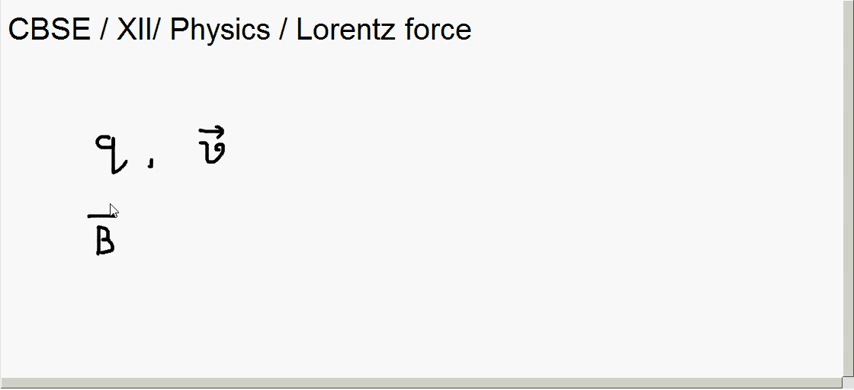 CBSE / XII/ Physics / Lorentz force
q, v⃗
B⃗